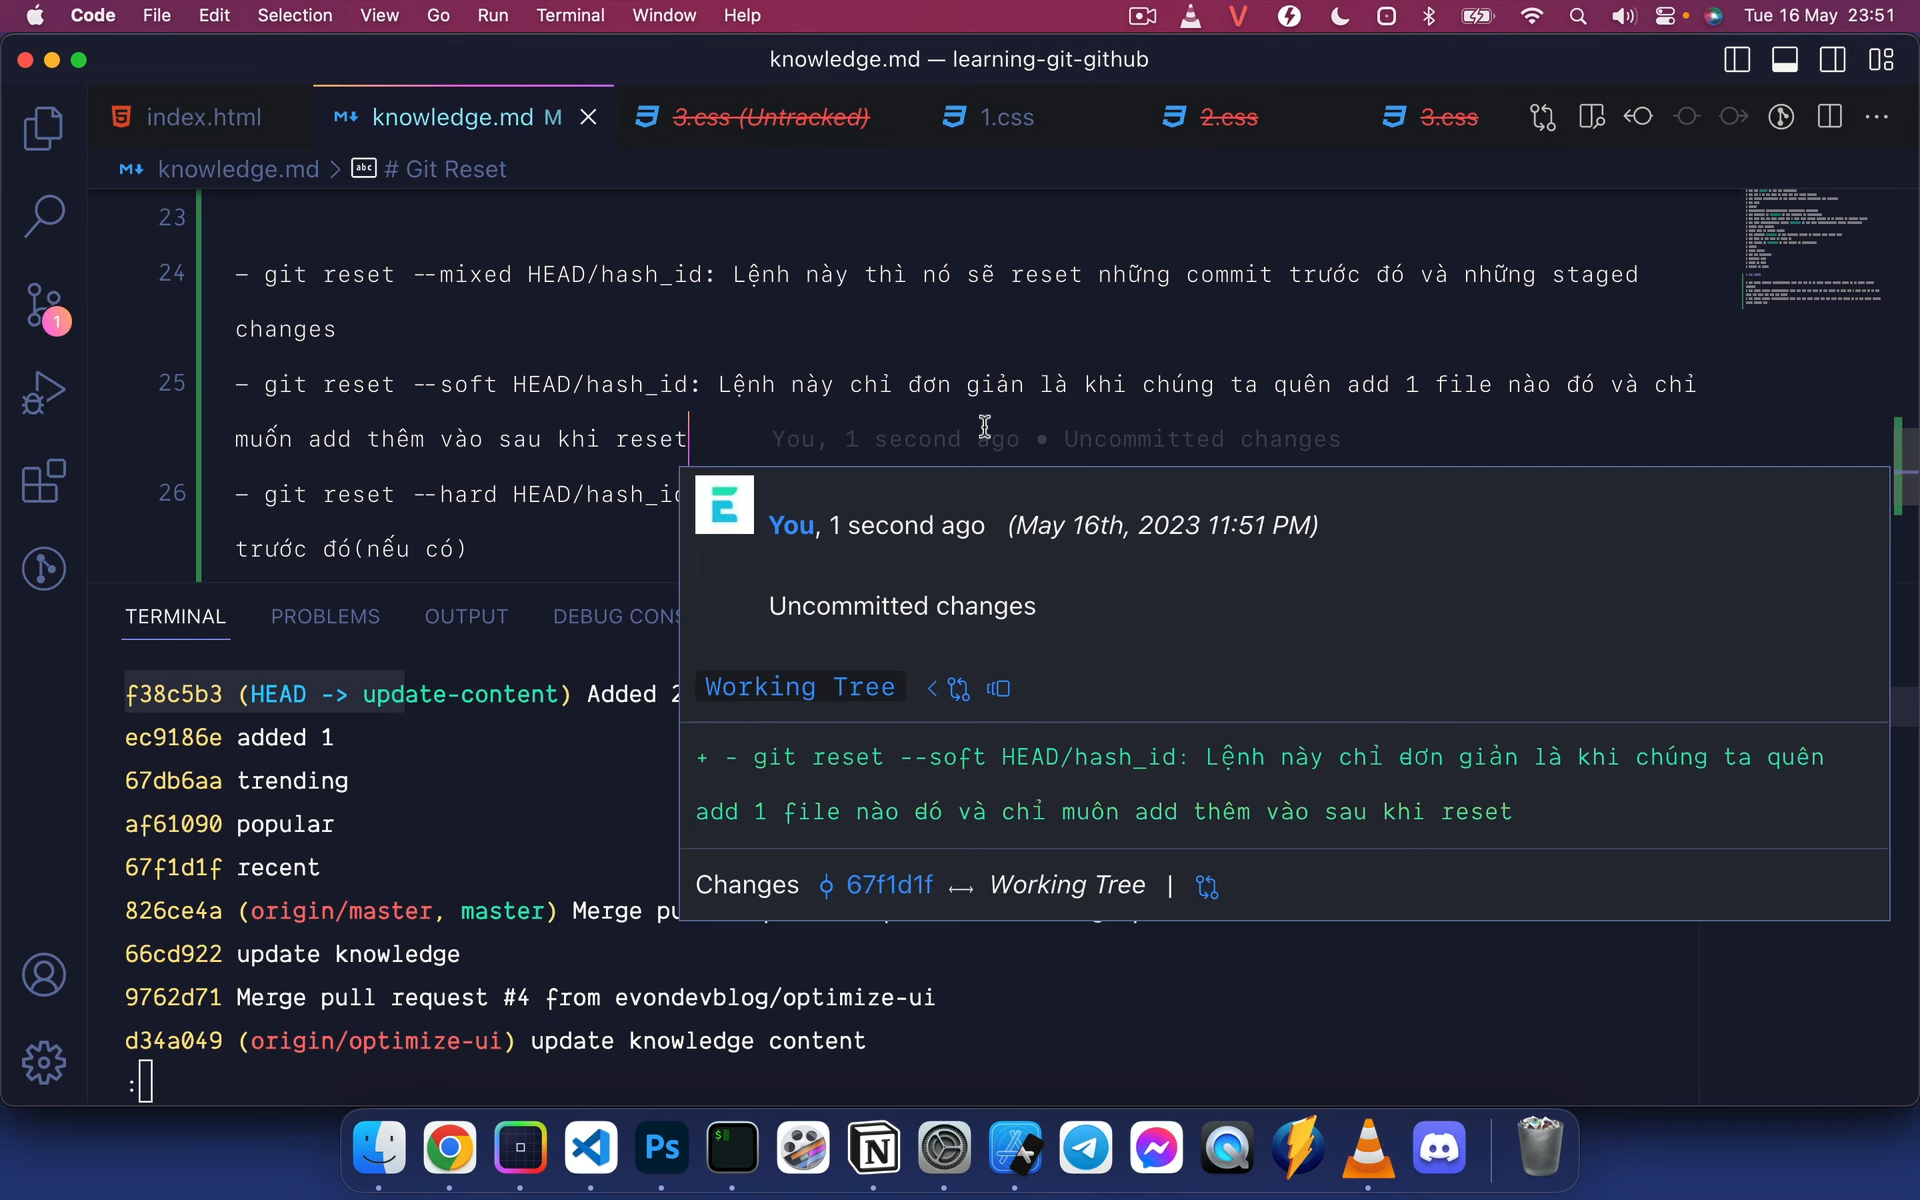 Code File Edit Selection View Go Run Terminal Window Help Tue 16 May 23:51
knowledge.md — learning-git-github
index.html knowledge.md M 3.css (Untracked) 1.css 2.css 3.css
knowledge.md > # Git Reset
23
24 - git reset --mixed HEAD/hash_id: Lệnh này thì nó sẽ reset những commit trước đó và những staged
changes
25 - git reset --soft HEAD/hash_id: Lệnh này chỉ đơn giản là khi chúng ta quên add 1 file nào đó và chỉ
muốn add thêm vào sau khi reset You, 1 second ago • Uncommitted changes
26 - git reset --hard HEAD/hash_id
trước đó(nếu có)
You, 1 second ago (May 16th, 2023 11:51 PM)
Uncommitted changes
Working Tree
+ - git reset --soft HEAD/hash_id: Lệnh này chỉ đơn giản là khi chúng ta quên
add 1 file nào đó và chỉ muôn add thêm vào sau khi reset
Changes 67f1d1f ⟷ Working Tree |
TERMINAL PROBLEMS OUTPUT DEBUG CONS
f38c5b3 (HEAD -> update-content) Added 2
ec9186e added 1
67db6aa trending
af61090 popular
67f1d1f recent
826ce4a (origin/master, master) Merge pu
66cd922 update knowledge
9762d71 Merge pull request #4 from evondevblog/optimize-ui
d34a049 (origin/optimize-ui) update knowledge content
:
1